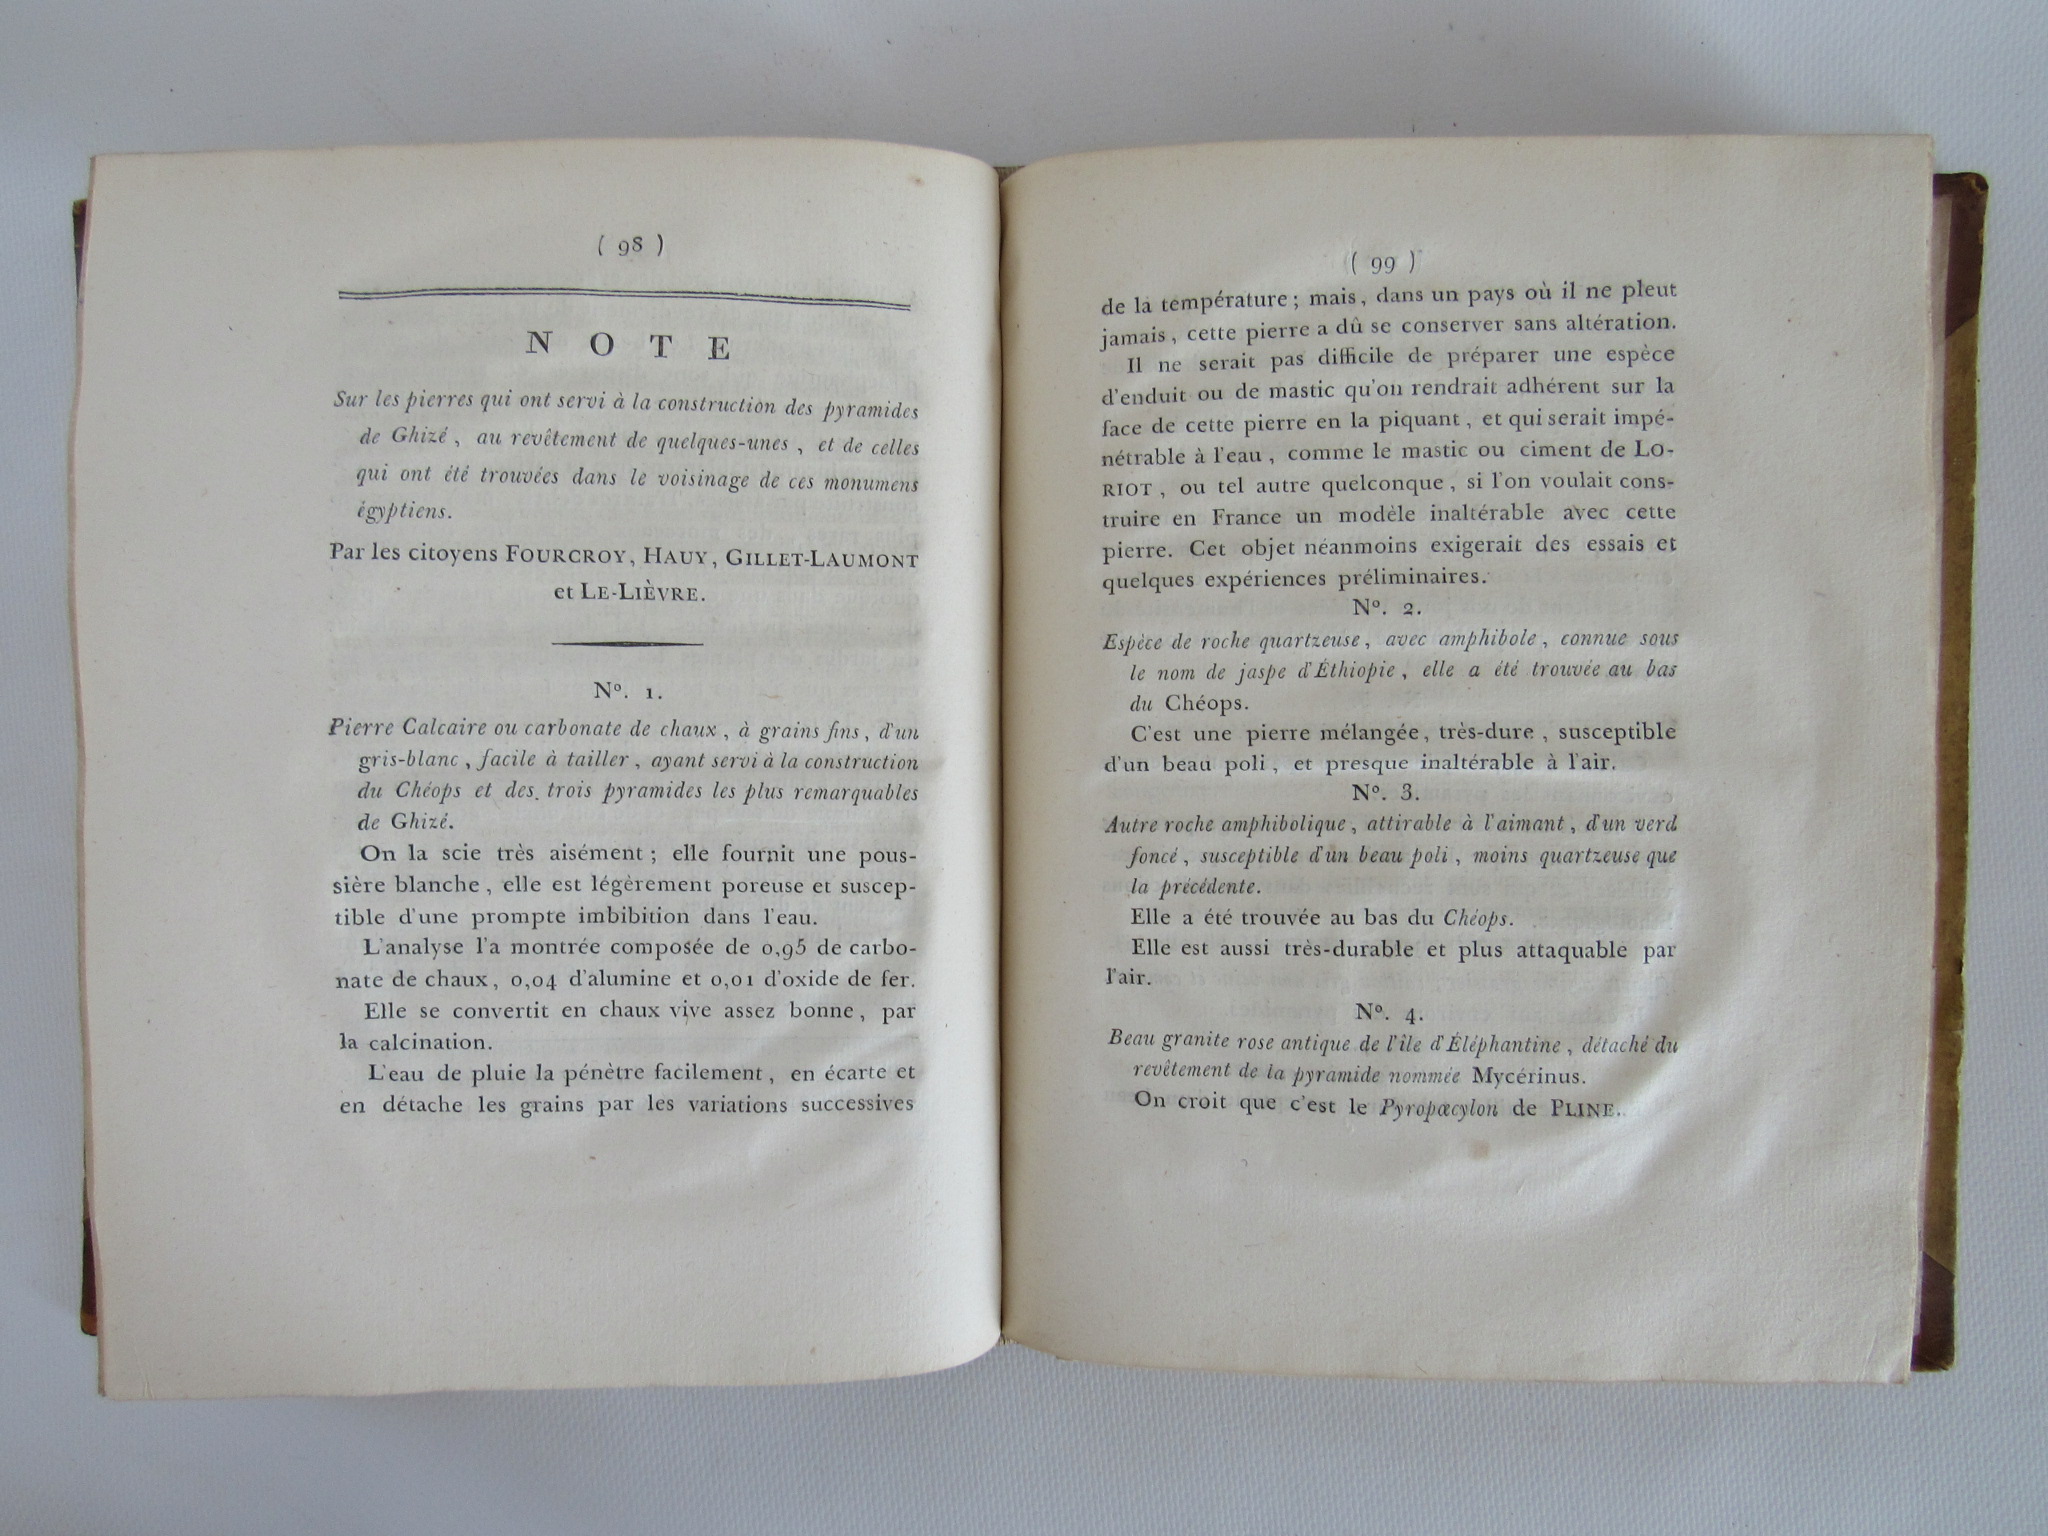 ( 98 )
NOTE
Sur les pierres qui ont servi à la construction des pyramides
de Ghizé, au revêtement de quelques-unes, et de celles
qui ont été trouvées dans le voisinage de ces monumens
égyptiens.
Par les citoyens FOURCROY, HAUY, GILLET-LAUMONT
et LE-LIÈVRE.
N°. 1.
Pierre Calcaire ou carbonate de chaux, à grains fins, d'un
gris-blanc, facile à tailler, ayant servi à la construction
du Chéops et des trois pyramides les plus remarquables
de Ghizé.
On la scie très aisément; elle fournit une pous-
sière blanche, elle est légèrement poreuse et suscep-
tible d'une prompte imbibition dans l'eau.
L'analyse l'a montrée composée de 0,95 de carbo-
nate de chaux, 0,04 d'alumine et 0,01 d'oxide de fer.
Elle se convertit en chaux vive assez bonne, par
la calcination.
L'eau de pluie la pénètre facilement, en écarte et
en détache les grains par les variations successives
( 99 )
de la température; mais, dans un pays où il ne pleut
jamais, cette pierre a dû se conserver sans altération.
Il ne serait pas difficile de préparer une espèce
d'enduit ou de mastic qu'on rendrait adhérent sur la
face de cette pierre en la piquant, et qui serait impé-
nétrable à l'eau, comme le mastic ou ciment de LO-
RIOT, ou tel autre quelconque, si l'on voulait cons-
truire en France un modèle inaltérable avec cette
pierre. Cet objet néanmoins exigerait des essais et
quelques expériences préliminaires.
N°. 2.
Espèce de roche quartzeuse, avec amphibole, connue sous
le nom de jaspe d'Éthiopie, elle a été trouvée au bas
du Chéops.
C'est une pierre mélangée, très-dure, susceptible
d'un beau poli, et presque inaltérable à l'air.
N°. 3.
Autre roche amphibolique, attirable à l'aimant, d'un verd
foncé, susceptible d'un beau poli, moins quartzeuse que
la précédente.
Elle a été trouvée au bas du Chéops.
Elle est aussi très-durable et plus attaquable par
l'air.
N°. 4.
Beau granite rose antique de l'île d'Éléphantine, détaché du
revêtement de la pyramide nommée Mycérinus.
On croit que c'est le Pyropœcylon de PLINE.